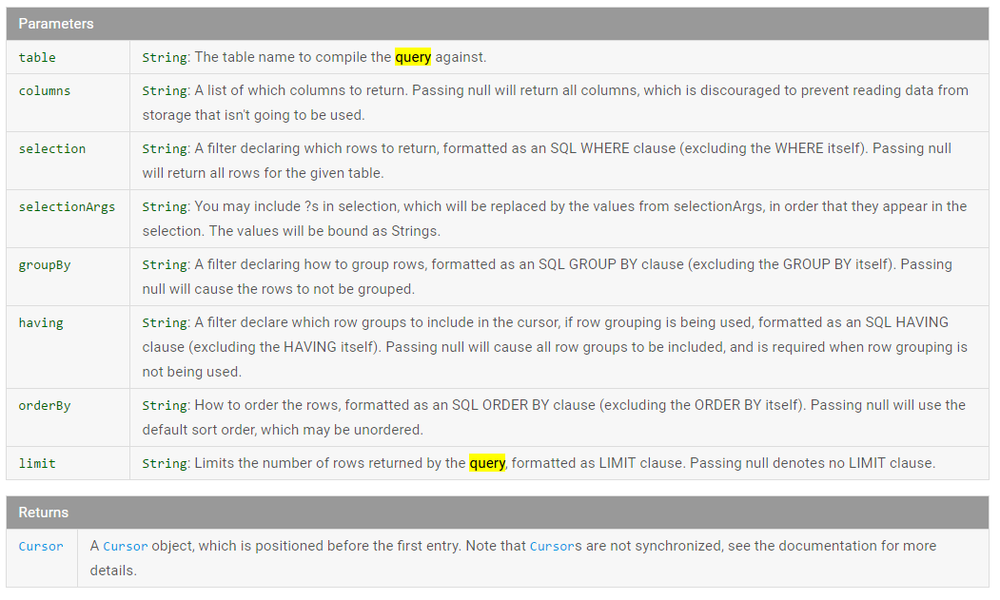 Parameters
table String: The table name to compile the query against.
columns String: A list of which columns to return. Passing null will return all columns, which is discouraged to prevent reading data from
storage that isn't going to be used.
selection String: A filter declaring which rows to return, formatted as an SQL WHERE clause (excluding the WHERE itself). Passing null
will return all rows for the given table.
selectionArgs String: You may include ?s in selection, which will be replaced by the values from selectionArgs, in order that they appear in the
selection. The values will be bound as Strings.
groupBy String: A filter declaring how to group rows, formatted as an SQL GROUP BY clause (excluding the GROUP BY itself). Passing
null will cause the rows to not be grouped.
having String: A filter declare which row groups to include in the cursor, if row grouping is being used, formatted as an SQL HAVING
clause (excluding the HAVING itself). Passing null will cause all row groups to be included, and is required when row grouping is
not being used.
orderBy String: How to order the rows, formatted as an SQL ORDER BY clause (excluding the ORDER BY itself). Passing null will use the
default sort order, which may be unordered.
limit String: Limits the number of rows returned by the query, formatted as LIMIT clause. Passing null denotes no LIMIT clause.
Returns
Cursor A Cursor object, which is positioned before the first entry. Note that Cursors are not synchronized, see the documentation for more
details.